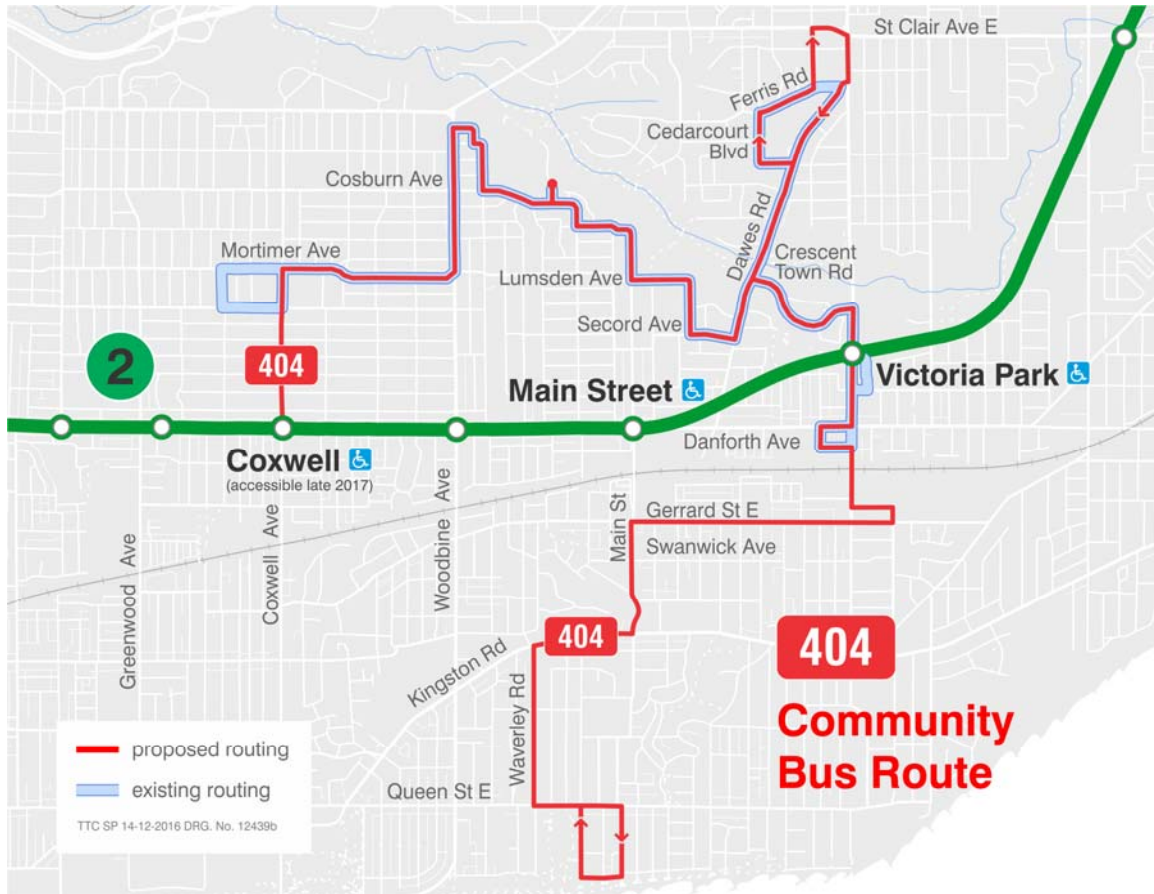 St Clair Ave E
Ferris Rd
Cedarcourt
Blvd
Cosburn Ave
Mortimer Ave
Dawes Rd
Crescent
Town Rd
Lumsden Ave
Secord Ave
2
404
Main Street
Victoria Park
Coxwell
(accessible late 2017)
Danforth Ave
Greenwood Ave
Coxwell Ave
Woodbine Ave
Main St
Gerrard St E
Swanwick Ave
404
Kingston Rd
Waverley Rd
Queen St E
404
Community
Bus Route
proposed routing
existing routing
TTC SP 14-12-2016 DRG. No. 12439b